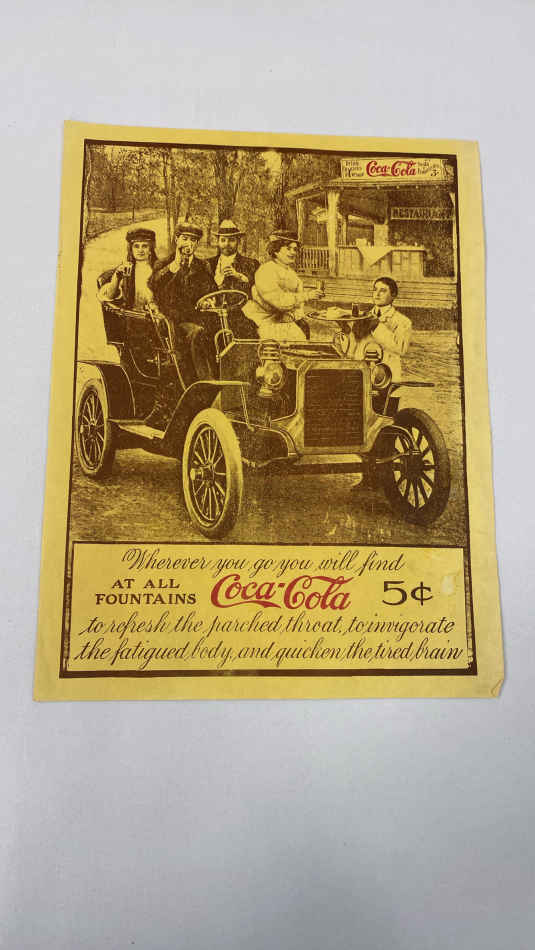 Coca-Cola
RESTAURANT
Wherever you go you will find
AT ALL FOUNTAINS Coca-Cola 5¢
to refresh the parched throat, to invigorate
the fatigued body, and quicken the tired brain